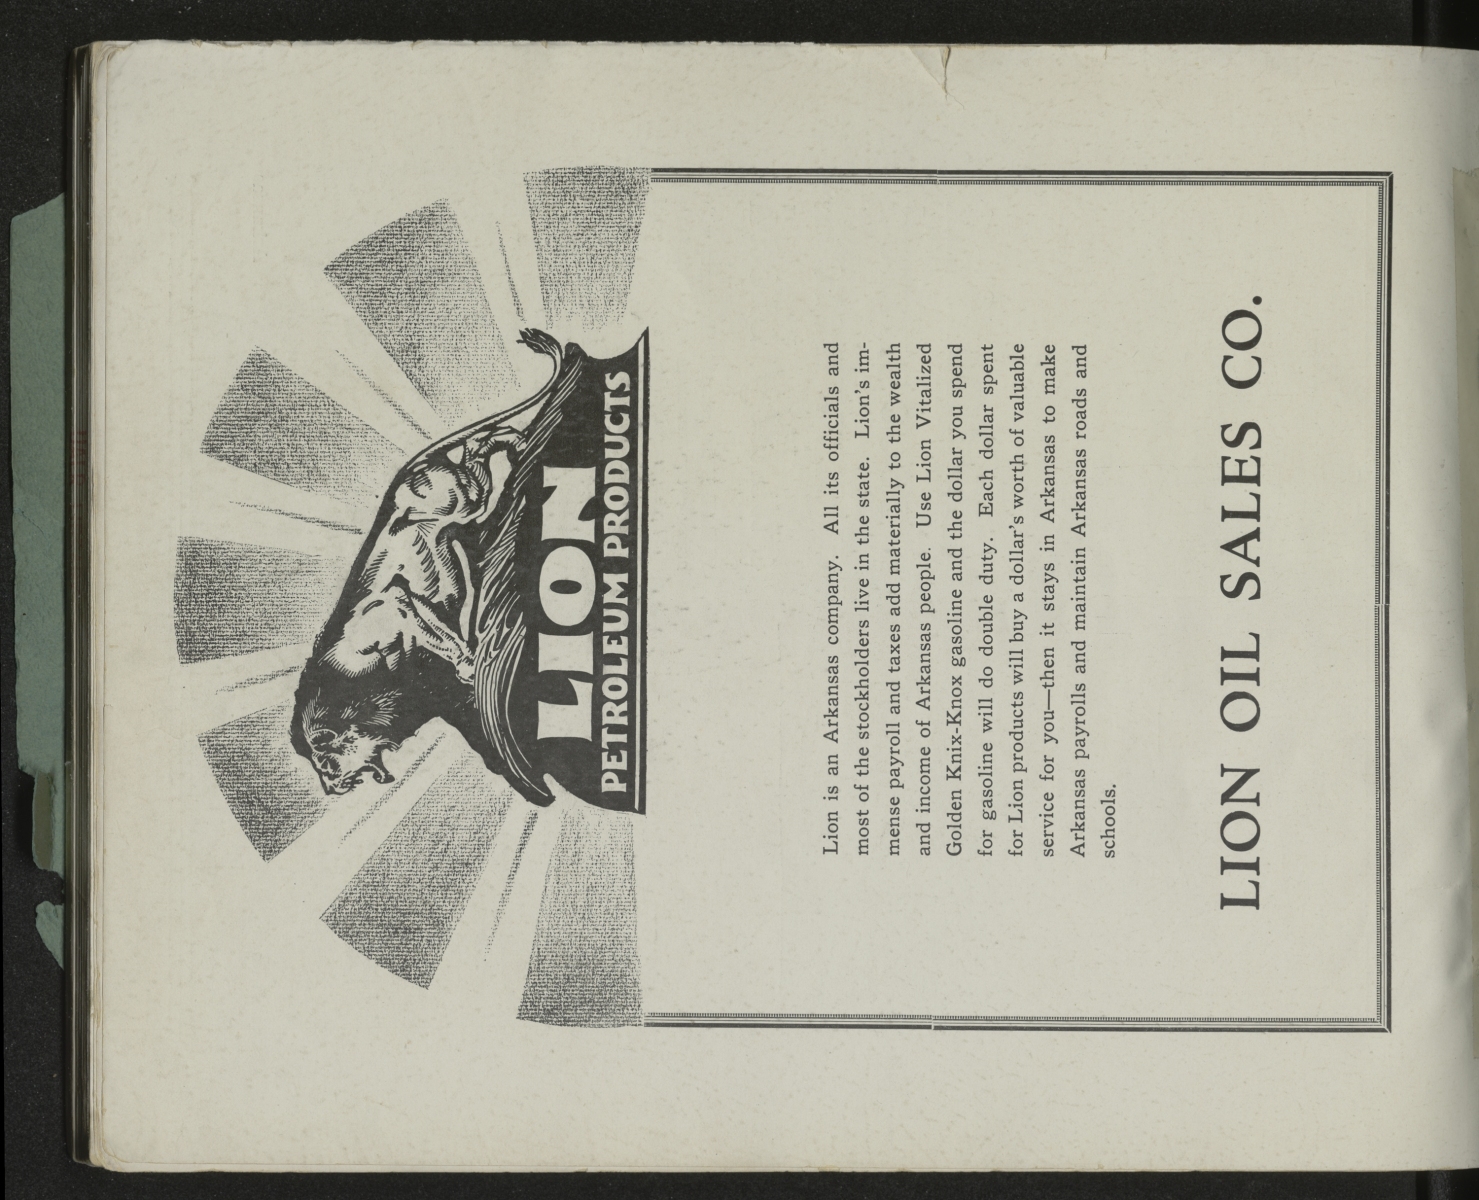 LION
PETROLEUM PRODUCTS
Lion is an Arkansas company. All its officials and
most of the stockholders live in the state. Lion's im-
mense payroll and taxes add materially to the wealth
and income of Arkansas people. Use Lion Vitalized
Golden Knix-Knox gasoline and the dollar you spend
for gasoline will do double duty. Each dollar spent
for Lion products will buy a dollar's worth of valuable
service for you—then it stays in Arkansas to make
Arkansas payrolls and maintain Arkansas roads and
schools.
LION OIL SALES CO.